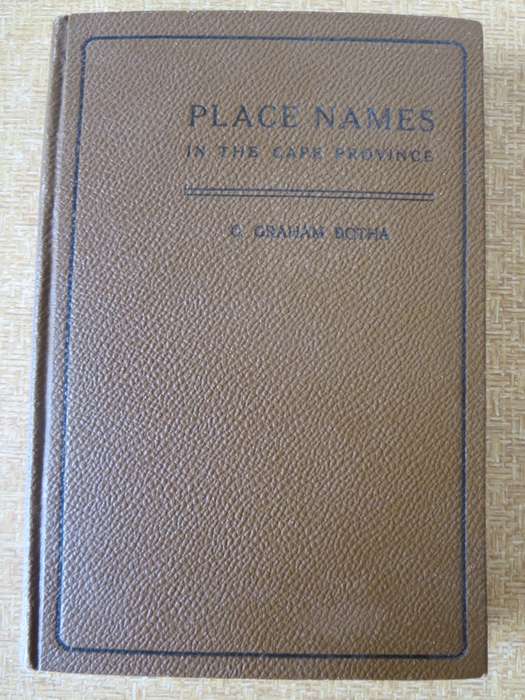 PLACE NAMES
IN THE CAPE PROVINCE
C. GRAHAM BOTHA